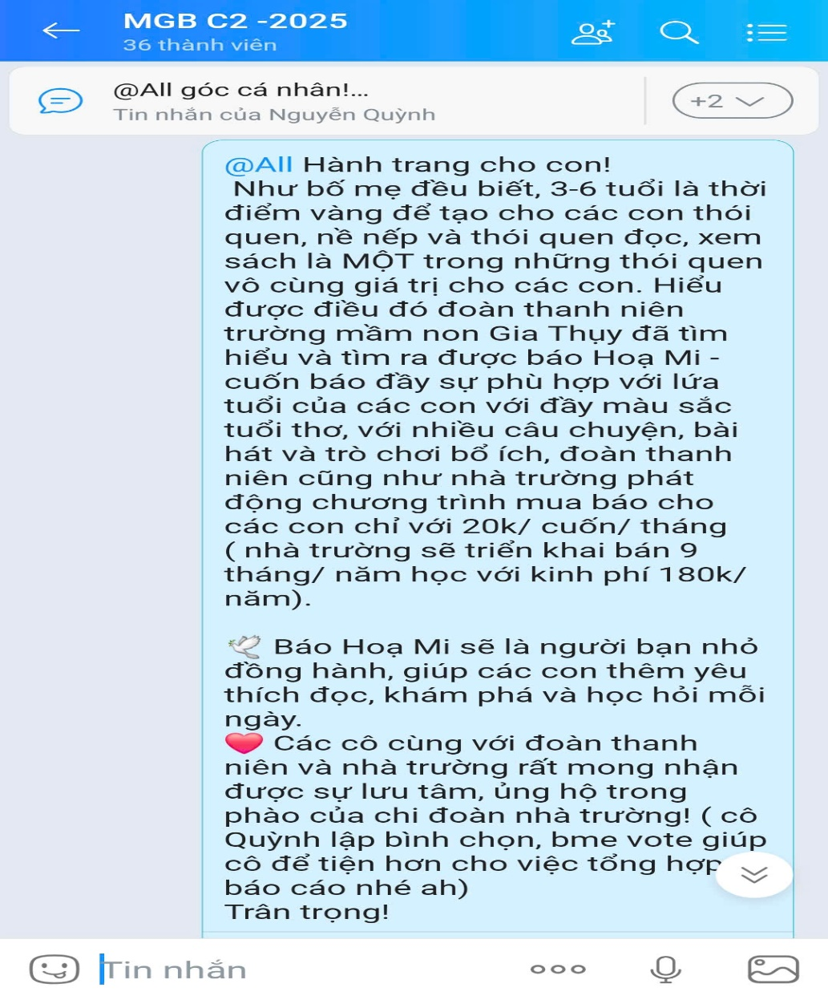 MGB C2 -2025
36 thành viên
@All góc cá nhân!...
Tin nhắn của Nguyễn Quỳnh
+2
@All Hành trang cho con!
Như bố mẹ đều biết, 3-6 tuổi là thời
điểm vàng để tạo cho các con thói
quen, nề nếp và thói quen đọc, xem
sách là MỘT trong những thói quen
vô cùng giá trị cho các con. Hiểu
được điều đó đoàn thanh niên
trường mầm non Gia Thụy đã tìm
hiểu và tìm ra được báo Hoạ Mi -
cuốn báo đầy sự phù hợp với lứa
tuổi của các con với đầy màu sắc
tuổi thơ, với nhiều câu chuyện, bài
hát và trò chơi bổ ích, đoàn thanh
niên cũng như nhà trường phát
động chương trình mua báo cho
các con chỉ với 20k/ cuốn/ tháng
( nhà trường sẽ triển khai bán 9
tháng/ năm học với kinh phí 180k/
năm).
🕊️ Báo Hoạ Mi sẽ là người bạn nhỏ
đồng hành, giúp các con thêm yêu
thích đọc, khám phá và học hỏi mỗi
ngày.
❤️ Các cô cùng với đoàn thanh
niên và nhà trường rất mong nhận
được sự lưu tâm, ủng hộ trong
phào của chi đoàn nhà trường! ( cô
Quỳnh lập bình chọn, bme vote giúp
cô để tiện hơn cho việc tổng hợp
báo cáo nhé ah)
Trân trọng!
Tin nhắn